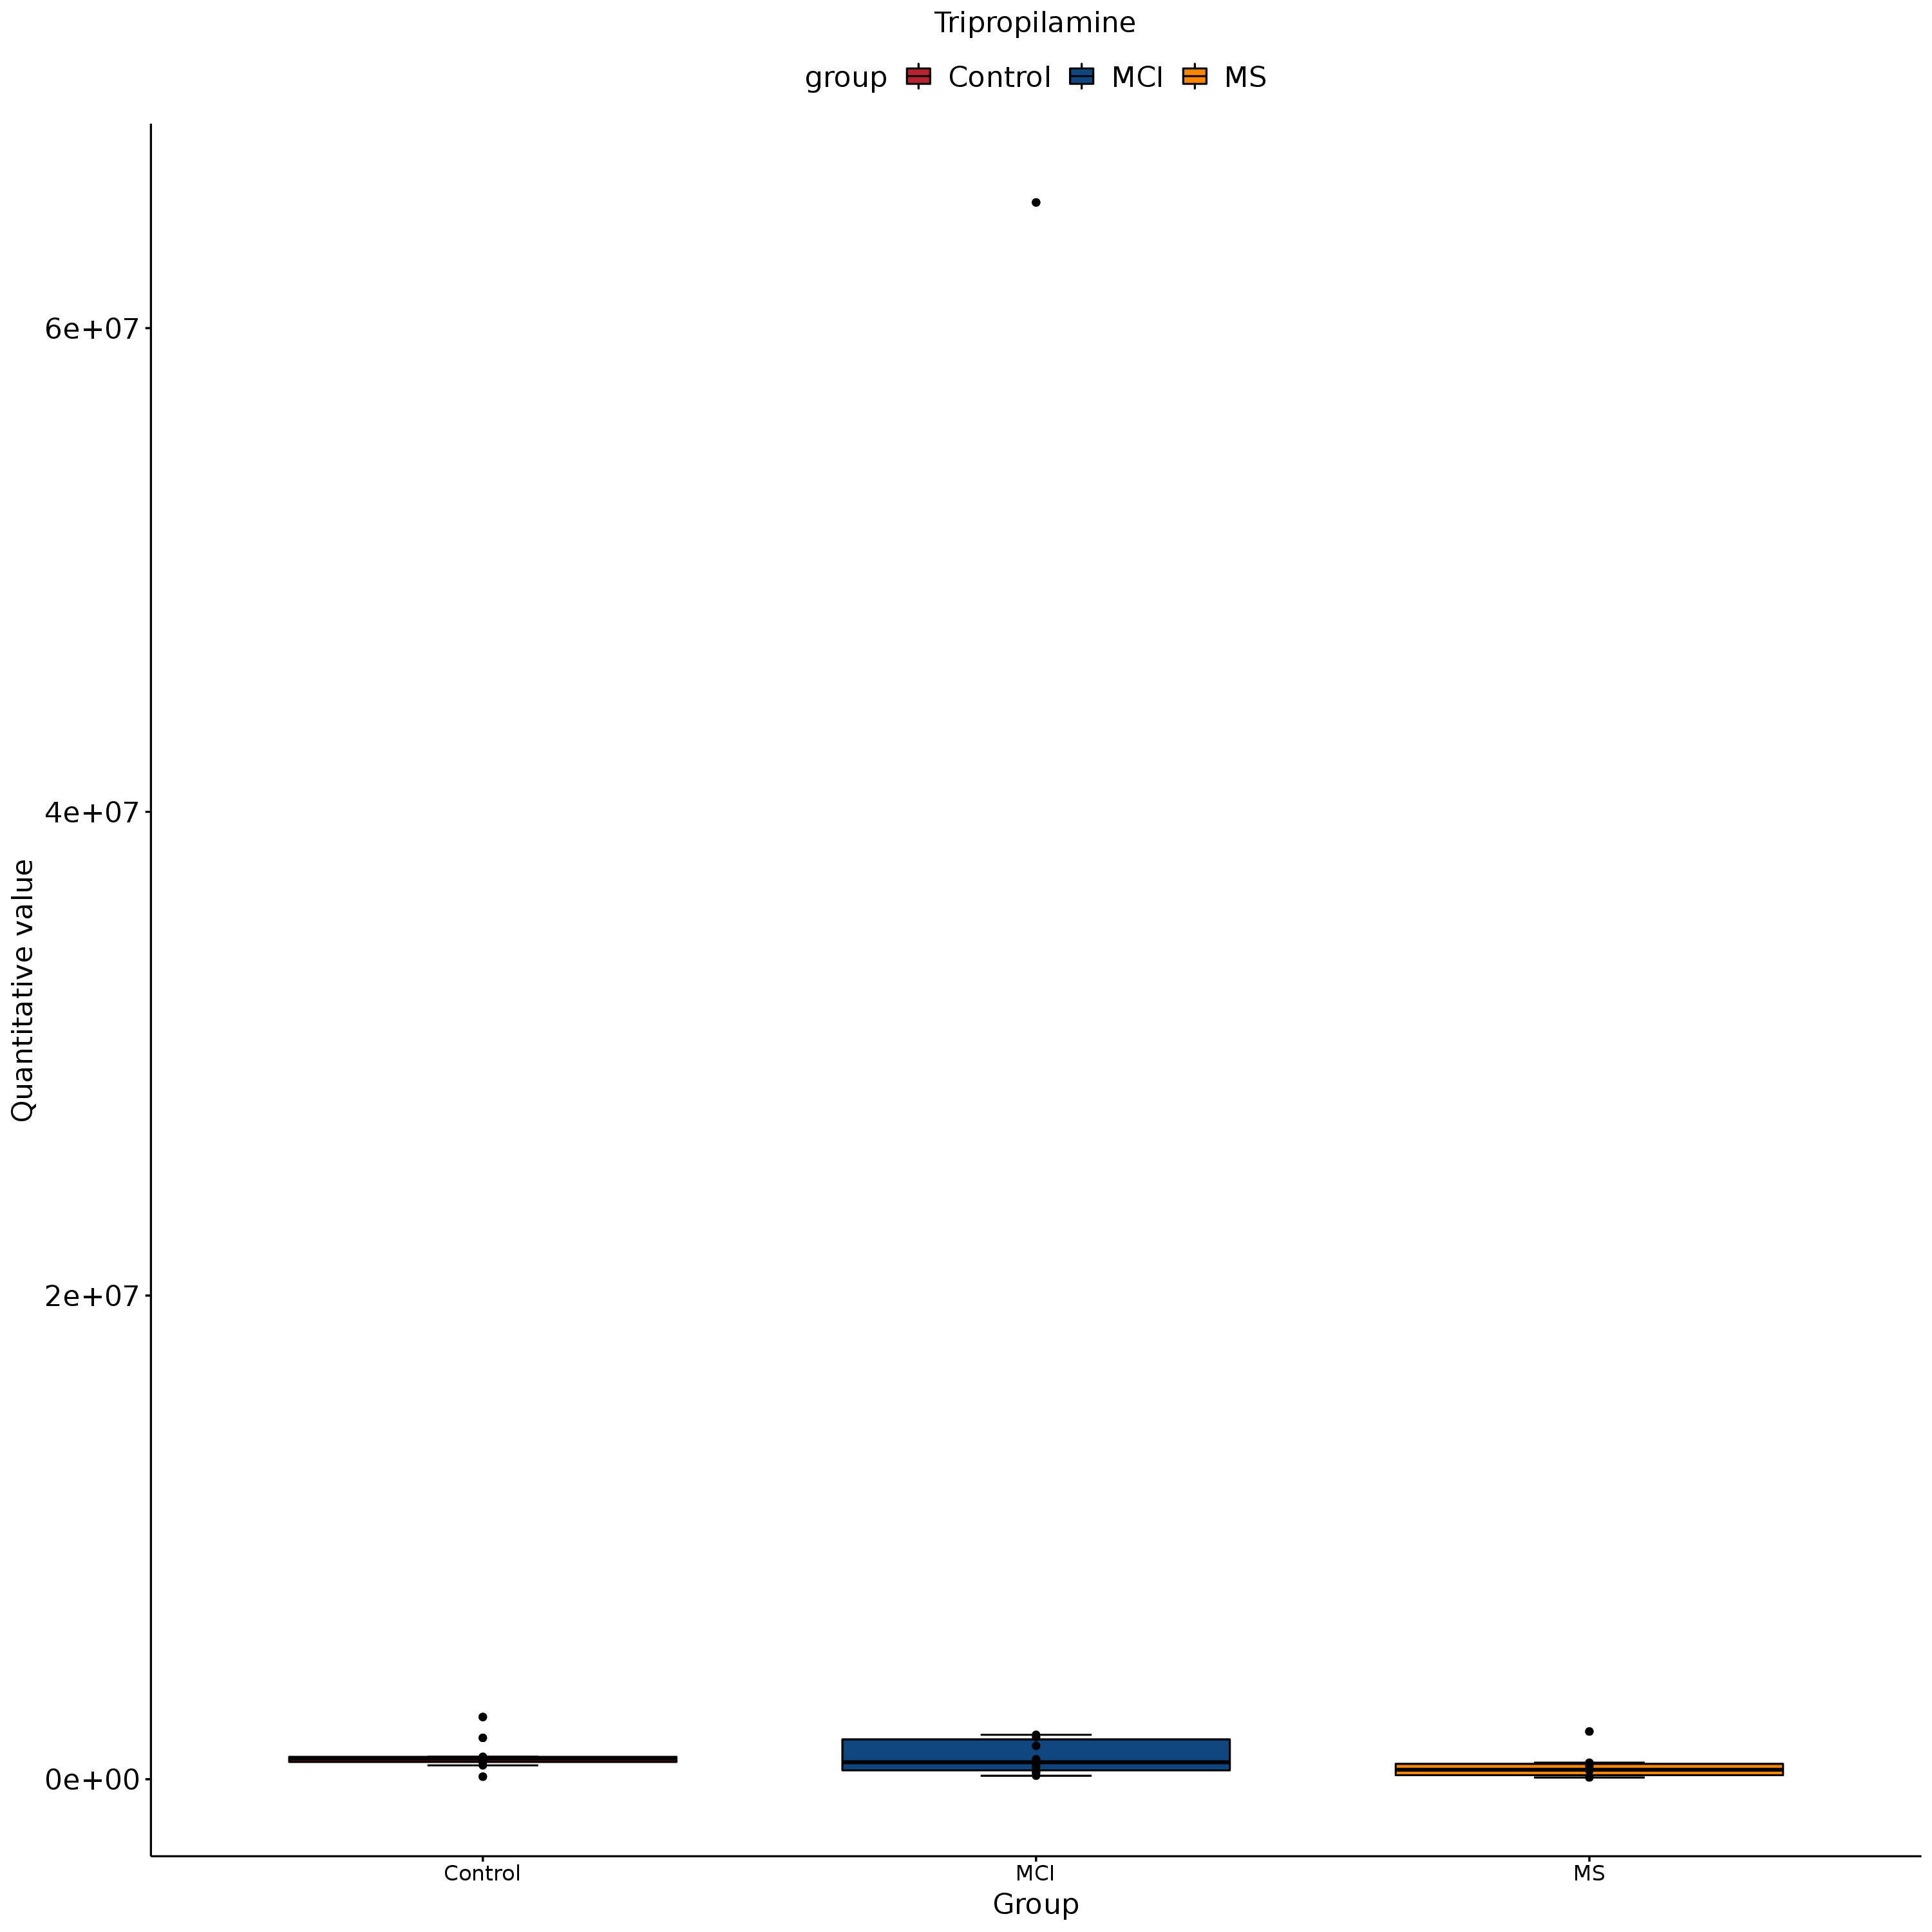 Tripropilamine
group Control MCI MS
Quantitative value
6e+07
4e+07
2e+07
0e+00
Control MCI MS
Group